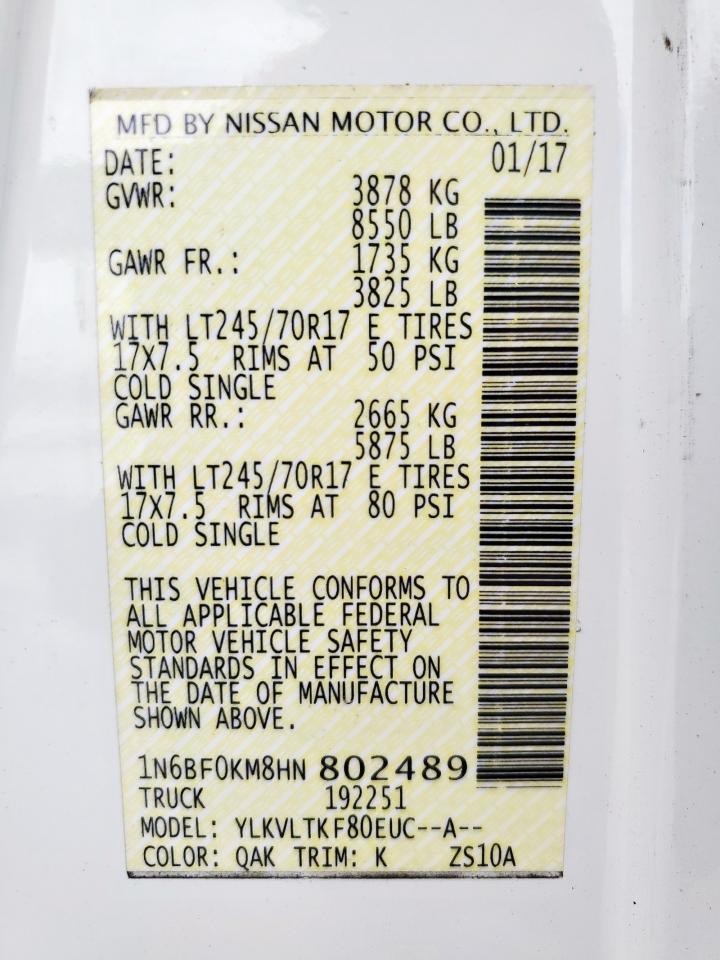 MFD BY NISSAN MOTOR CO., LTD.
DATE: 01/17
GVWR: 3878 KG
8550 LB
GAWR FR.: 1735 KG
3825 LB
WITH LT245/70R17 E TIRES
17X7.5 RIMS AT 50 PSI
COLD SINGLE
GAWR RR.: 2665 KG
5875 LB
WITH LT245/70R17 E TIRES
17X7.5 RIMS AT 80 PSI
COLD SINGLE
THIS VEHICLE CONFORMS TO
ALL APPLICABLE FEDERAL
MOTOR VEHICLE SAFETY
STANDARDS IN EFFECT ON
THE DATE OF MANUFACTURE
SHOWN ABOVE.
1N6BF0KM8HN 802489
TRUCK 192251
MODEL: YLKVLTKF80EUC--A--
COLOR: QAK TRIM: K ZS10A